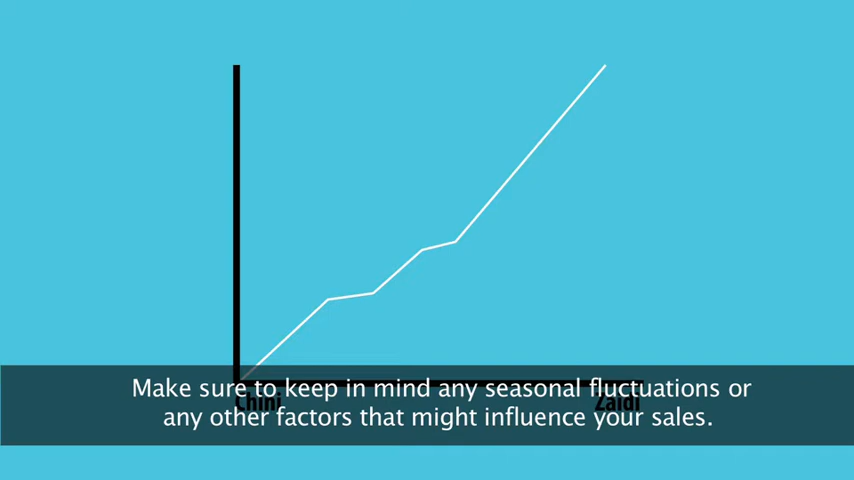 Make sure to keep in mind any seasonal fluctuations or
any other factors that might influence your sales.
Chini
Zaidi